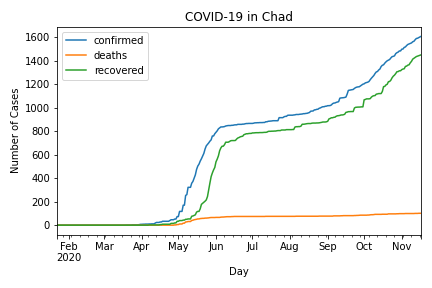 COVID-19 in Chad
confirmed
deaths
recovered
Number of Cases
1600
1400
1200
1000
800
600
400
200
0
Feb Mar Apr May Jun Jul Aug Sep Oct Nov
2020
Day